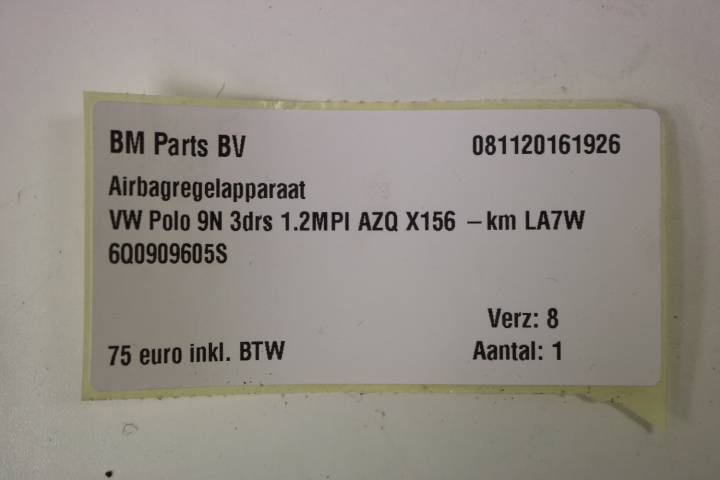 BM Parts BV 081120161926
Airbagregelapparaat
VW Polo 9N 3drs 1.2MPI AZQ X156 –km LA7W
6Q0909605S
Verz: 8
75 euro inkl. BTW Aantal: 1